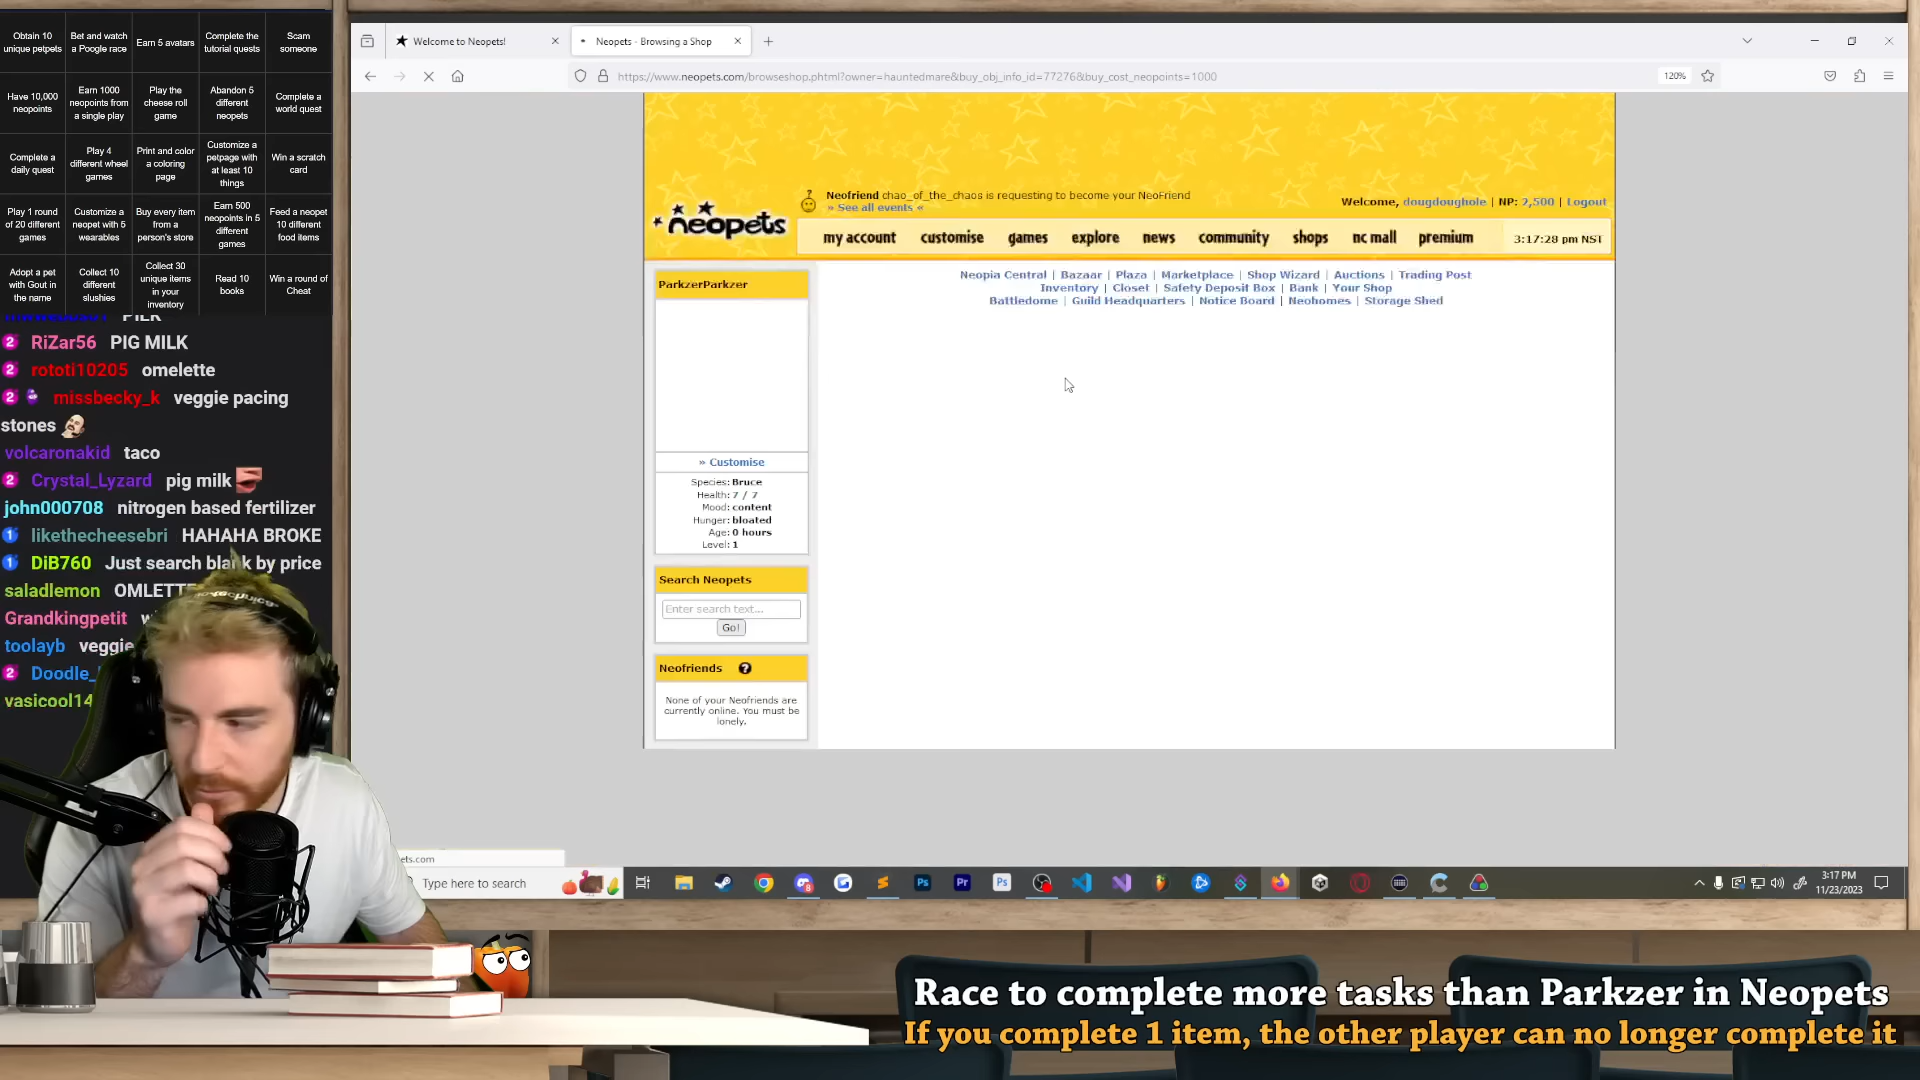 Obtain 10 unique petpets
Bet and watch a Poogle race
Earn 5 avatars
Complete the tutorial quests
Scam someone
Have 10,000 neopoints
Earn 1000 neopoints from a single play
Play the cheese roll game
Abandon 5 different neopets
Complete a world quest
Complete a daily quest
Play 4 different wheel games
Print and color a coloring page
Customize a petpage with at least 10 things
Win a scratch card
Play 1 round of 20 different games
Customize a neopet with 5 wearables
Buy every item from a person's store
Earn 500 neopoints in 5 different games
Feed a neopet 10 different food items
Adopt a pet with Gout in the name
Collect 10 different slushies
Collect 30 unique items in your inventory
Read 10 books
Win a round of Cheat
PILK
RiZar56 PIG MILK
rototi10205 omelette
missbecky_k veggie pacing
stones
volcaronakid taco
Crystal_Lyzard pig milk
john000708 nitrogen based fertilizer
likethecheesebri HAHAHA BROKE
DiB760 Just search blank by price
saladlemon OMLETTE
Grandkingpetit
toolayb veggie
Doodle_
vasicool14
Welcome to Neopets!
Neopets - Browsing a Shop
https://www.neopets.com/browseshop.phtml?owner=hauntedmare&buy_obj_info_id=77276&buy_cost_neopoints=1000
120%
neopets
Neofriend chao_of_the_chaos is requesting to become your NeoFriend
» See all events «
Welcome, dougdoughole | NP: 2,500 | Logout
my account customise games explore news community shops nc mall premium 3:17:28 pm NST
Neopia Central | Bazaar | Plaza | Marketplace | Shop Wizard | Auctions | Trading Post
Inventory | Closet | Safety Deposit Box | Bank | Your Shop
Battledome | Guild Headquarters | Notice Board | Neohomes | Storage Shed
ParkzerParkzer
» Customise
Species: Bruce
Health: 7 / 7
Mood: content
Hunger: bloated
Age: 0 hours
Level: 1
Search Neopets
Enter search text...
Go!
Neofriends ?
None of your Neofriends are
currently online. You must be
lonely.
ets.com
Type here to search
3:17 PM
11/23/2023
Race to complete more tasks than Parkzer in Neopets
If you complete 1 item, the other player can no longer complete it